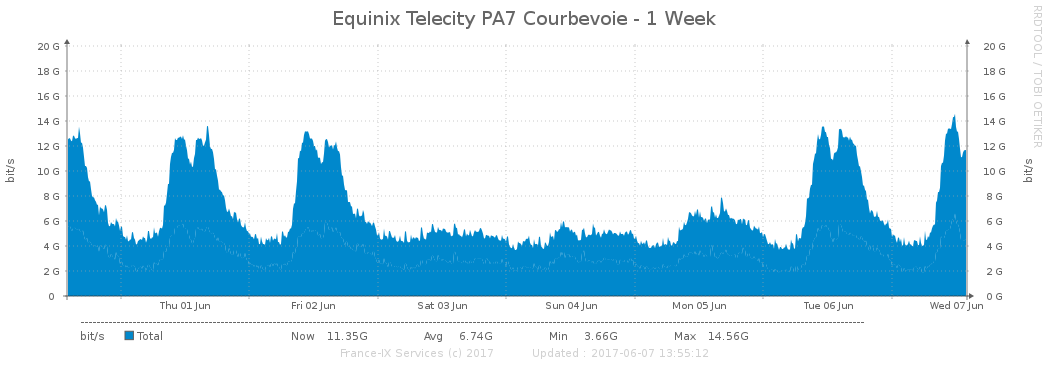 Equinix Telecity PA7 Courbevoie - 1 Week
RRDTOOL / TOBI OETIKER
20 G 20 G
18 G 18 G
16 G 16 G
14 G 14 G
12 G 12 G
10 G 10 G
8 G 8 G
6 G 6 G
4 G 4 G
2 G 2 G
0 0 G
bit/s
bit/s
Thu 01 Jun Fri 02 Jun Sat 03 Jun Sun 04 Jun Mon 05 Jun Tue 06 Jun Wed 07 Jun
bit/s Total Now 11.35G Avg 6.74G Min 3.66G Max 14.56G
France-IX Services (c) 2017 Updated : 2017-06-07 13:55:12